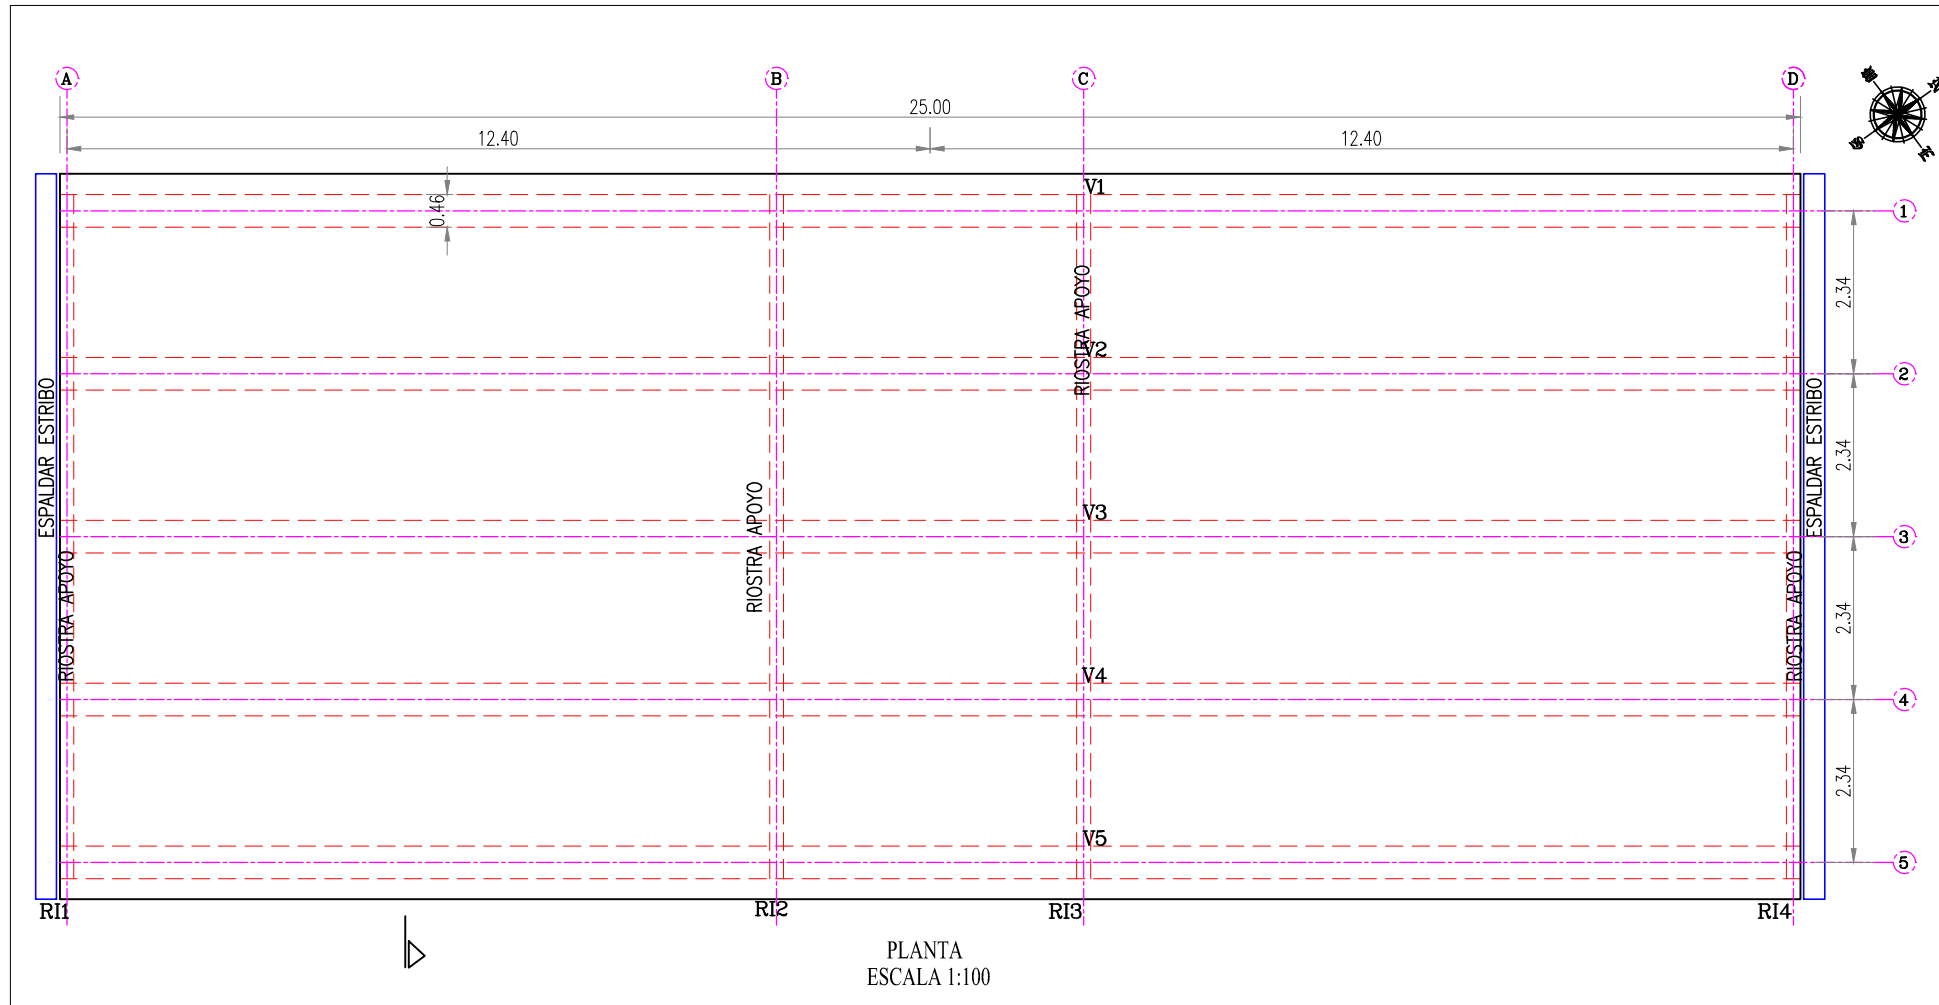 A
B
C
D
25.00
12.40
12.40
V1
0.46
1
RIOSTRA APOYO
2.34
V2
2
ESPALDAR ESTRIBO
ESPALDAR ESTRIBO
2.34
RIOSTRA APOYO
V3
3
RIOSTRA APOYO
RIOSTRA APOYO
2.34
V4
4
2.34
V5
5
RI1
RI2
RI3
RI4
PLANTA
ESCALA 1:100